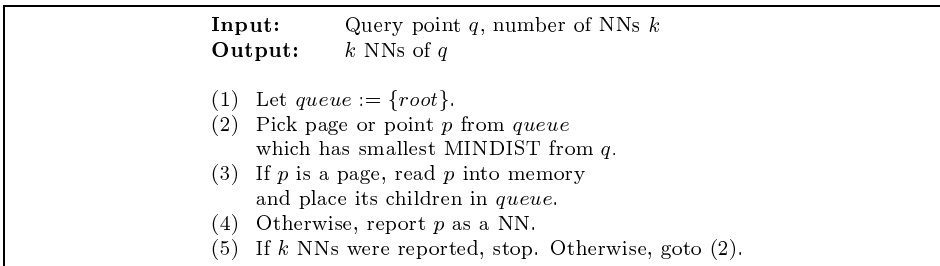 Input: Query point q, number of NNs k
Output: k NNs of q
(1) Let queue := {root}.
(2) Pick page or point p from queue
which has smallest MINDIST from q.
(3) If p is a page, read p into memory
and place its children in queue.
(4) Otherwise, report p as a NN.
(5) If k NNs were reported, stop. Otherwise, goto (2).